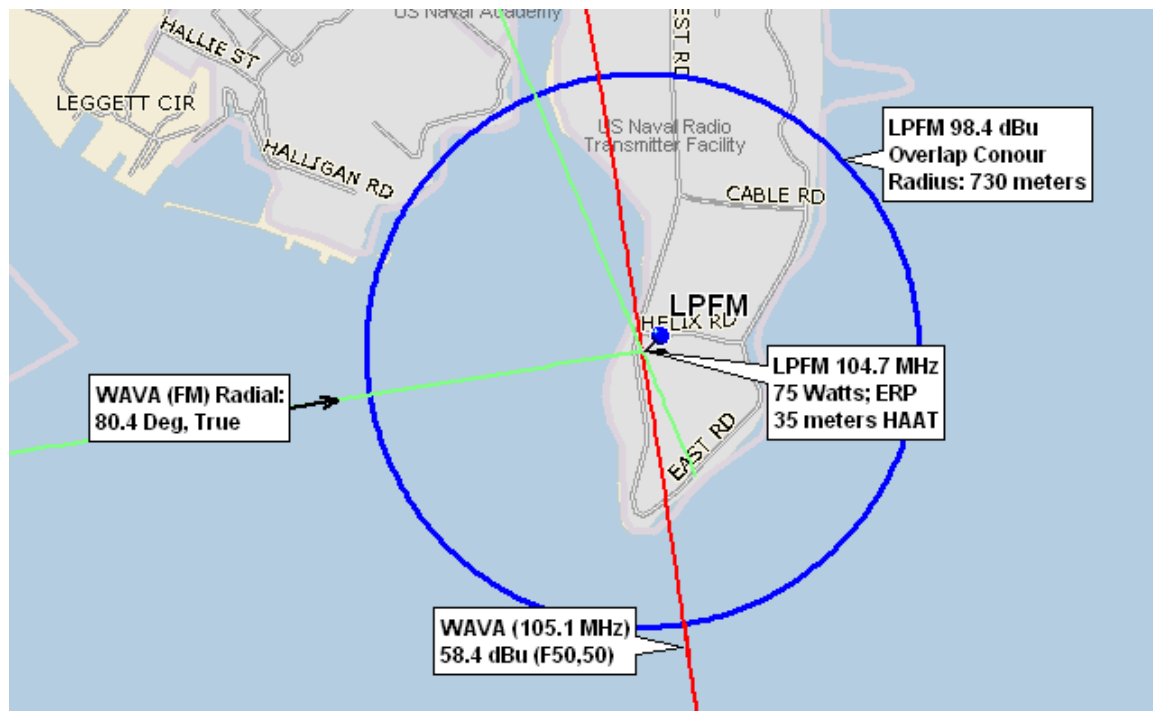 US Naval Academy
HALLIE ST
EST RD
LEGGETT CIR
US Naval Radio
Transmitter Facility
LPFM 98.4 dBu
Overlap Conour
Radius: 730 meters
HALLIGAN RD
CABLE RD
LPFM
HELIX RD
LPFM 104.7 MHz
75 Watts; ERP
35 meters HAAT
WAVA (FM) Radial:
80.4 Deg, True
EAST RD
WAVA (105.1 MHz)
58.4 dBu (F50,50)